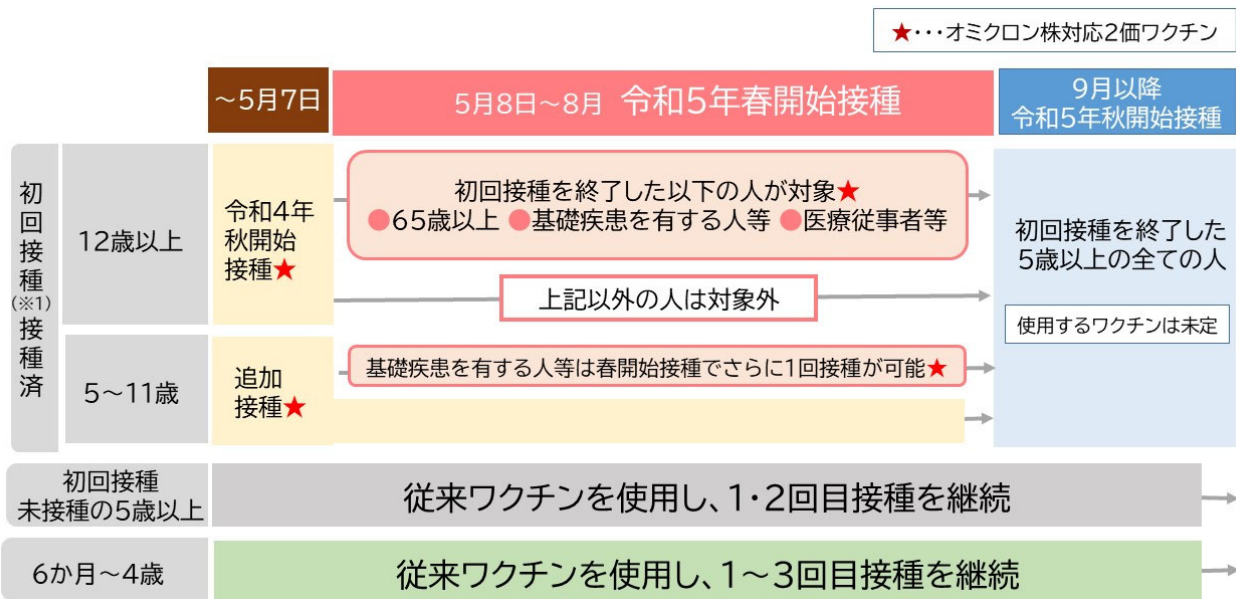 ★・・・オミクロン株対応2価ワクチン
～5月7日
5月8日～8月 令和5年春開始接種
9月以降
令和5年秋開始接種
初回接種(※1)接種済
12歳以上
令和4年
秋開始
接種★
初回接種を終了した以下の人が対象★
●65歳以上 ●基礎疾患を有する人等 ●医療従事者等
上記以外の人は対象外
初回接種を終了した
5歳以上の全ての人
使用するワクチンは未定
5～11歳
追加
接種★
基礎疾患を有する人等は春開始接種でさらに1回接種が可能★
初回接種
未接種の5歳以上
従来ワクチンを使用し、1・2回目接種を継続
6か月～4歳
従来ワクチンを使用し、1～3回目接種を継続